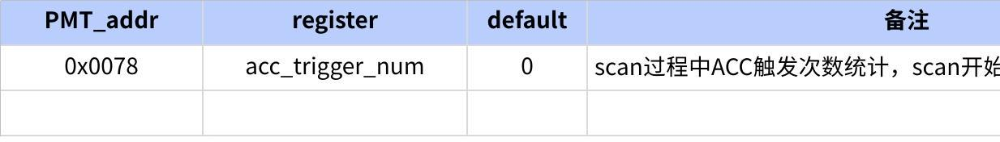 PMT_addr register default 备注
0x0078 acc_trigger_num 0 scan过程中ACC触发次数统计，scan开始